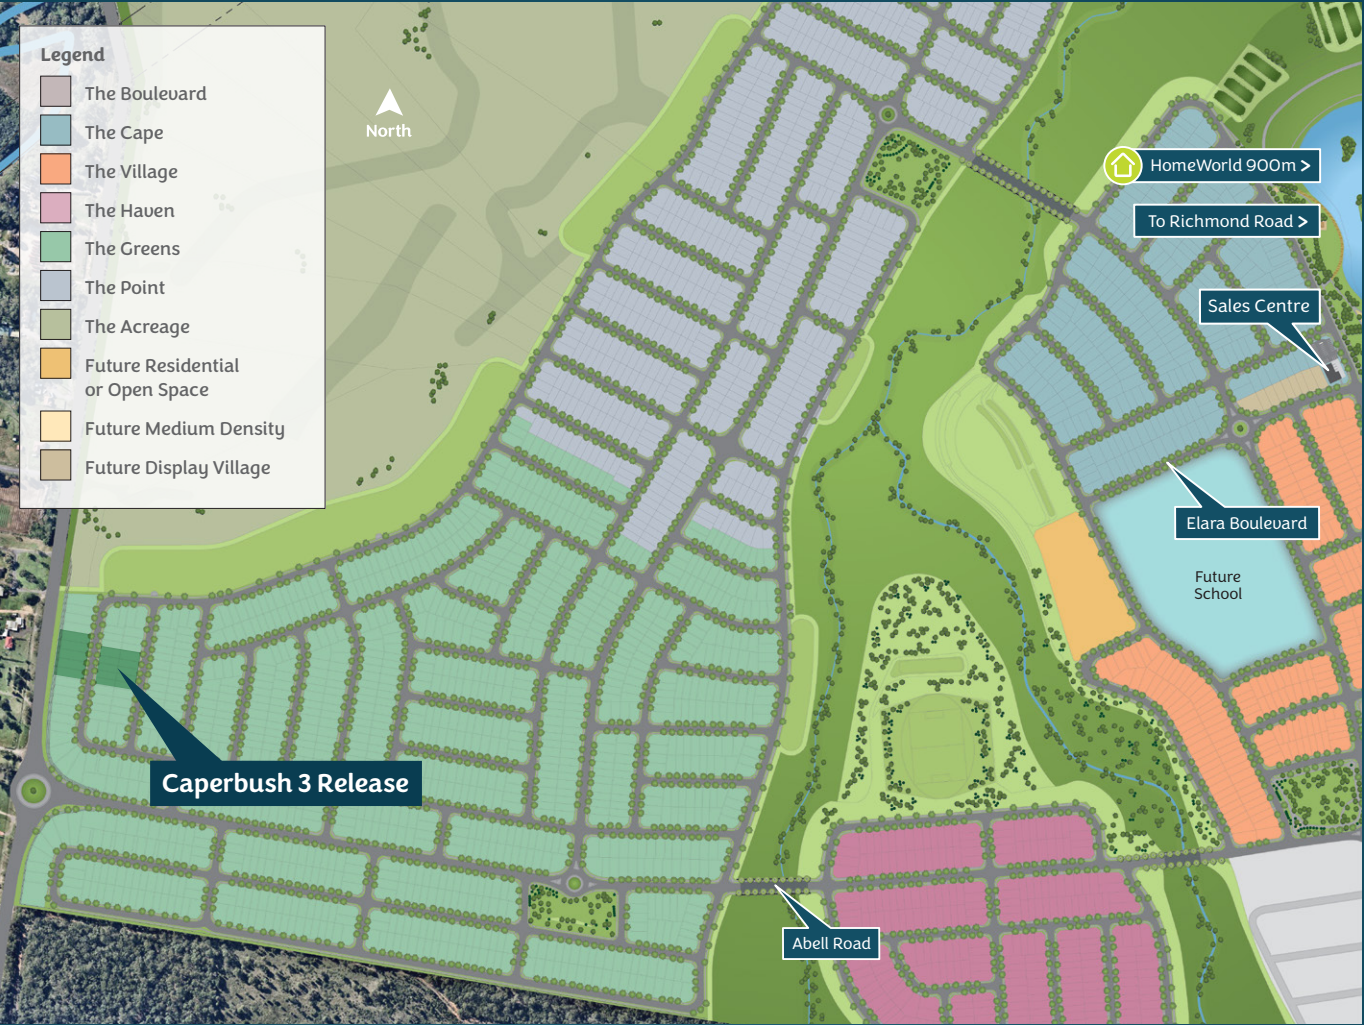 Legend
The Boulevard
The Cape
The Village
The Haven
The Greens
The Point
The Acreage
Future Residential
or Open Space
Future Medium Density
Future Display Village
North
HomeWorld 900m >
To Richmond Road >
Sales Centre
Elara Boulevard
Future
School
Caperbush 3 Release
Abell Road